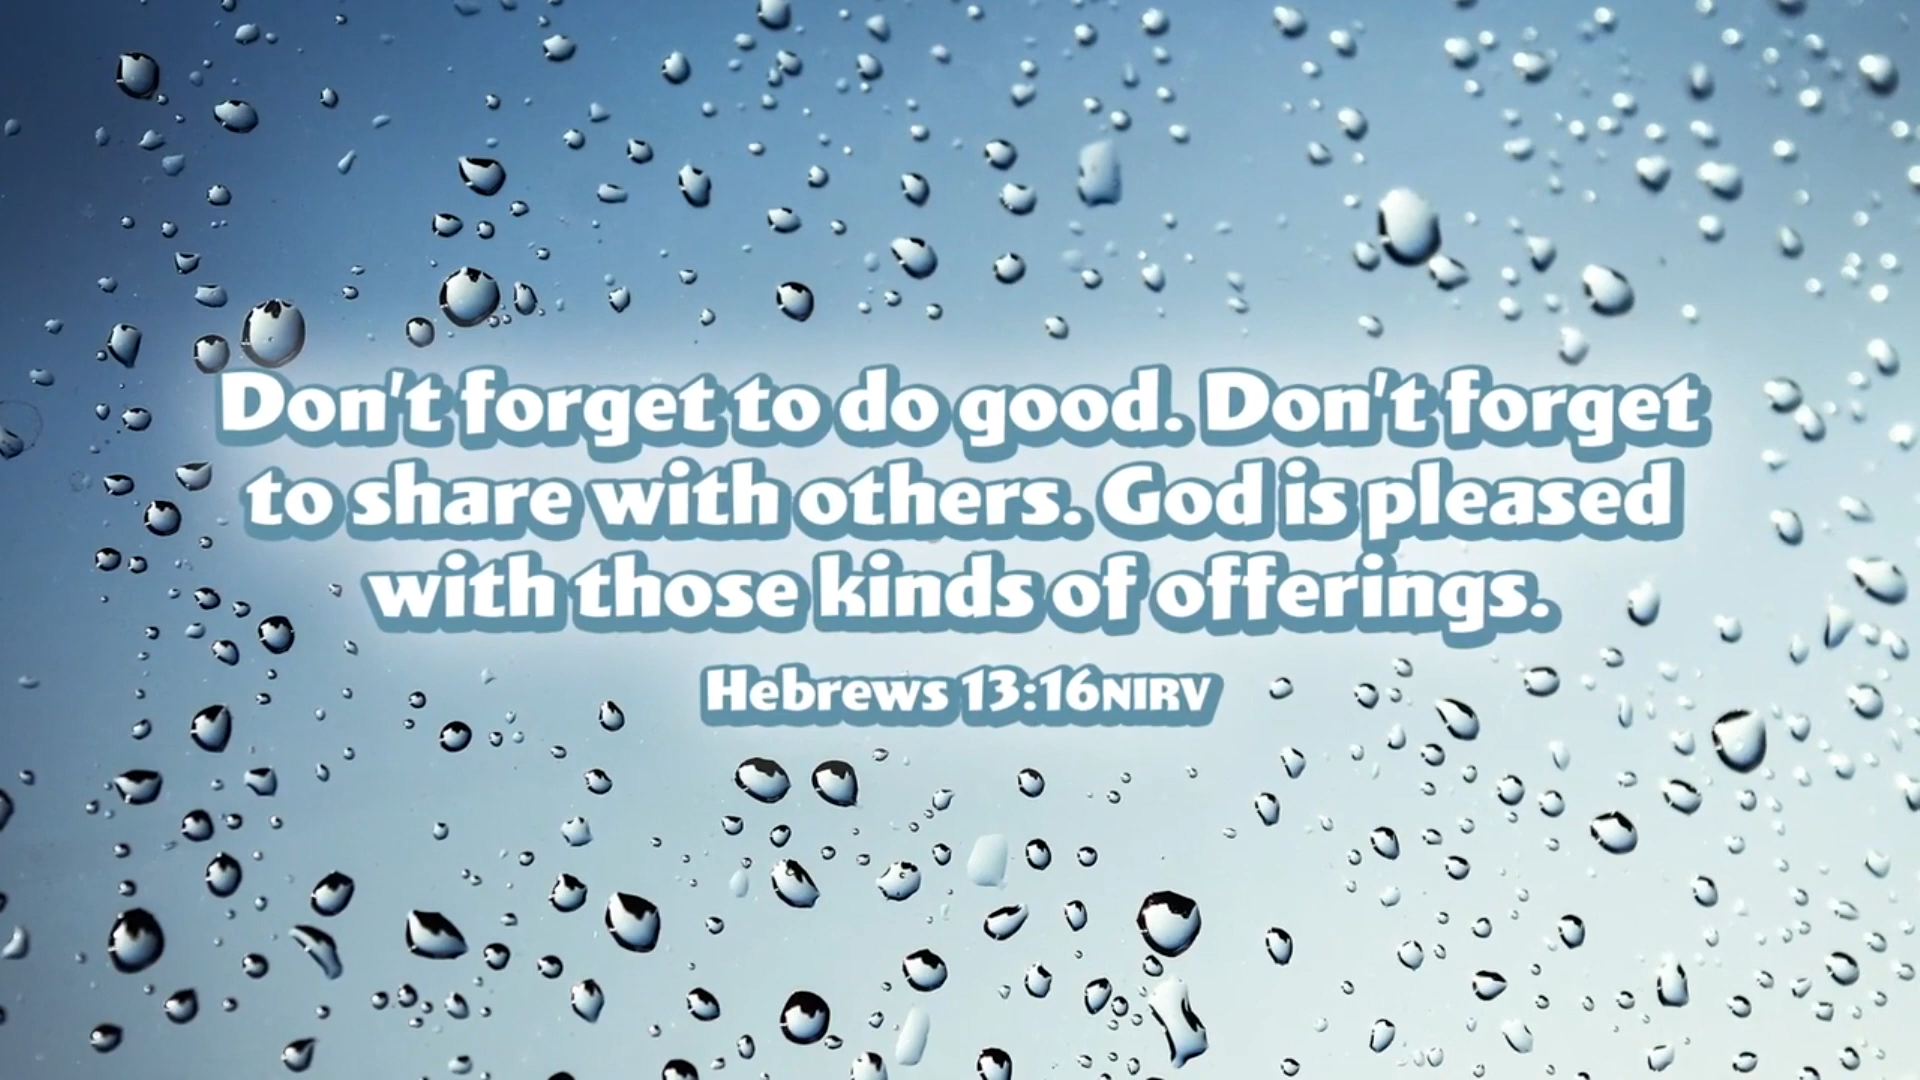 Don't forget to do good. Don't forget
to share with others. God is pleased
with those kinds of offerings.
Hebrews 13:16NIRV